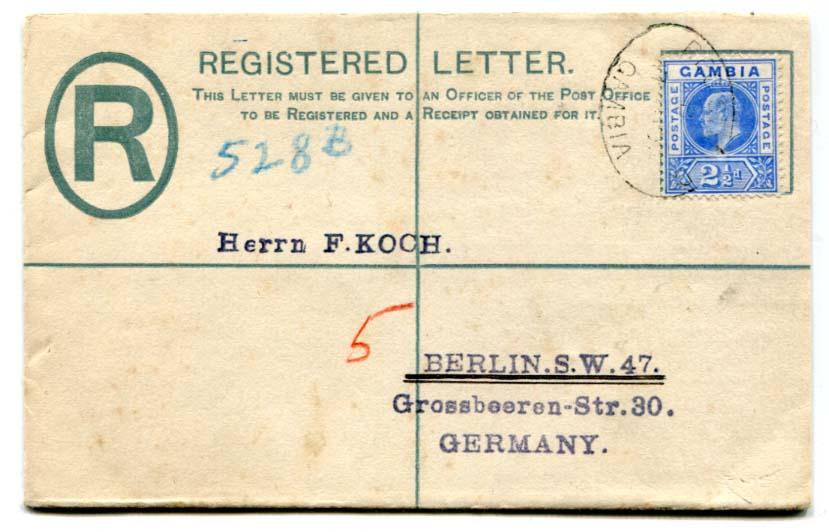 R
REGISTERED LETTER.
THIS LETTER MUST BE GIVEN TO AN OFFICER OF THE POST OFFICE
TO BE REGISTERED AND A RECEIPT OBTAINED FOR IT.
GAMBIA
POSTAGE
POSTAGE
2½d
GAMBIA
528B
Herrn F.KOCH.
5
BERLIN.S.W.47.
Grossbeeren-Str.30.
GERMANY.